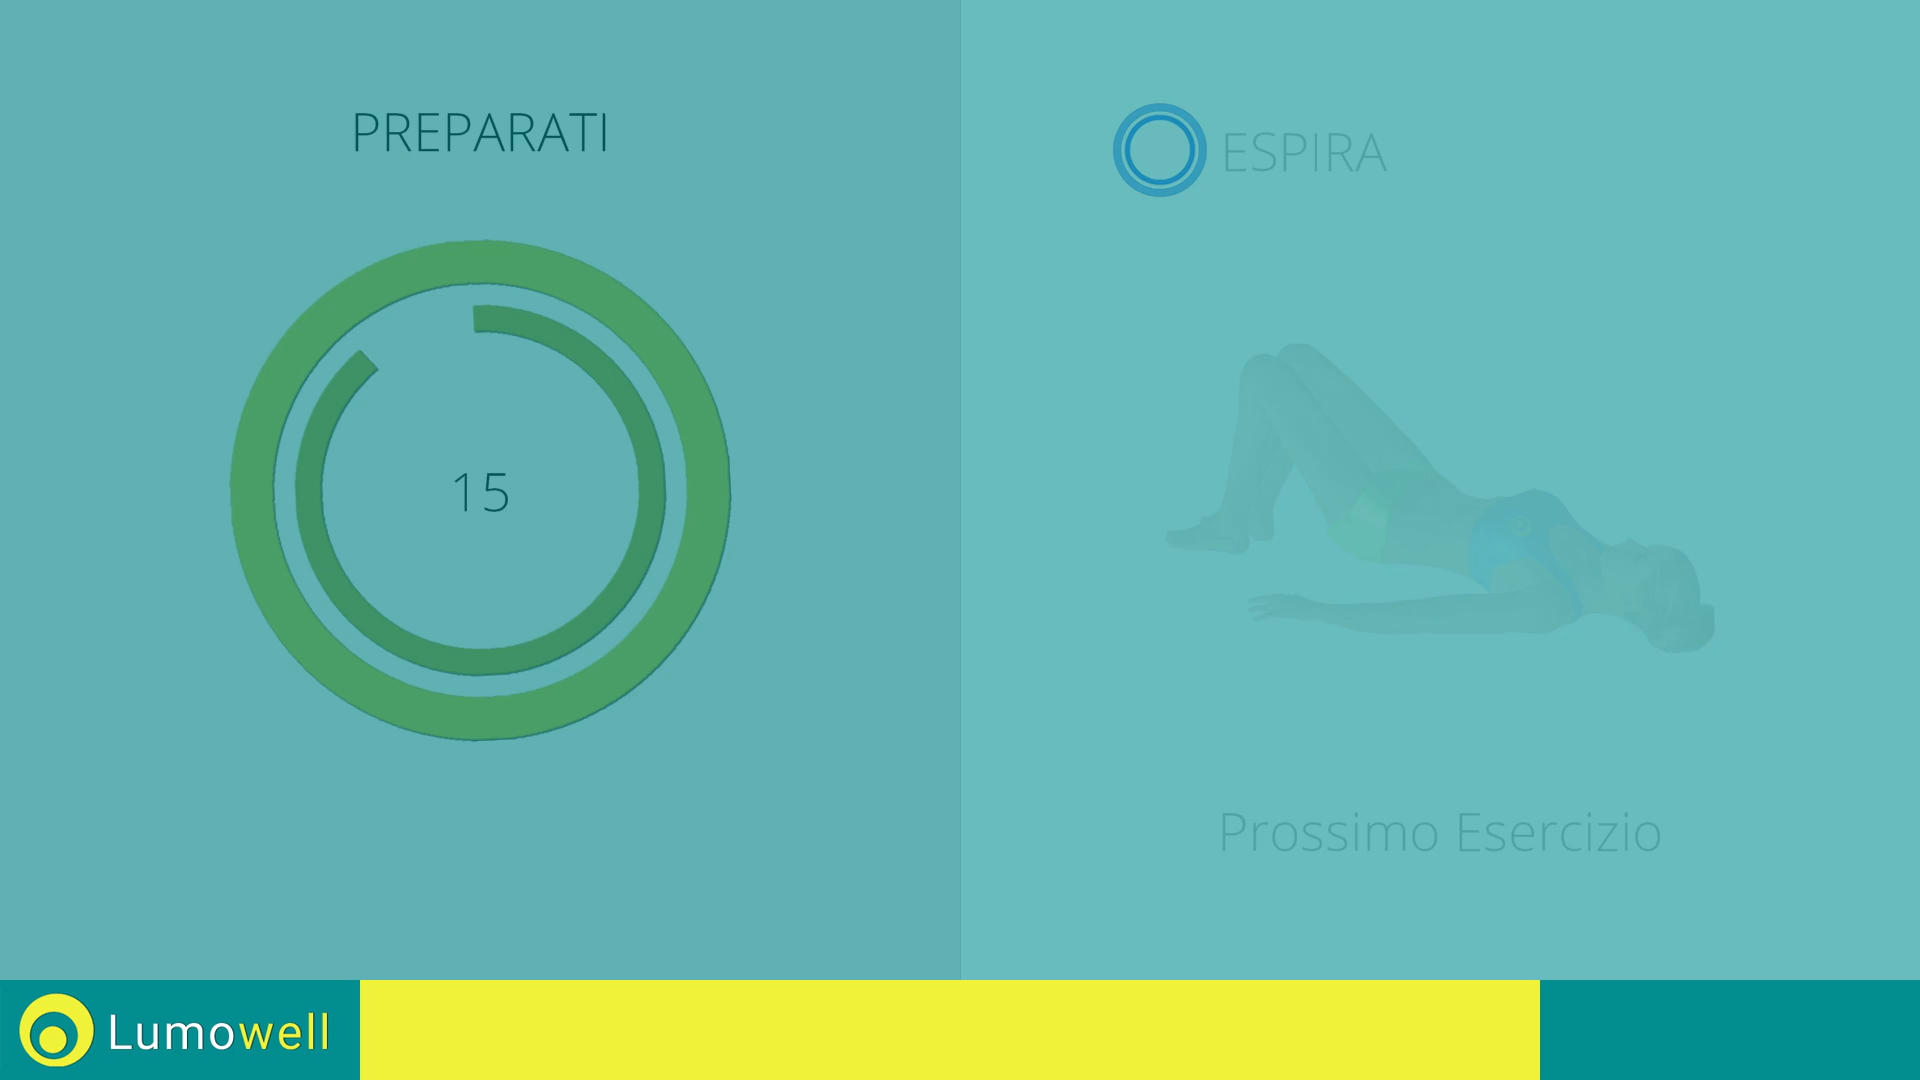 PREPARATI
15
ESPIRA
Prossimo Esercizio
Lumowell